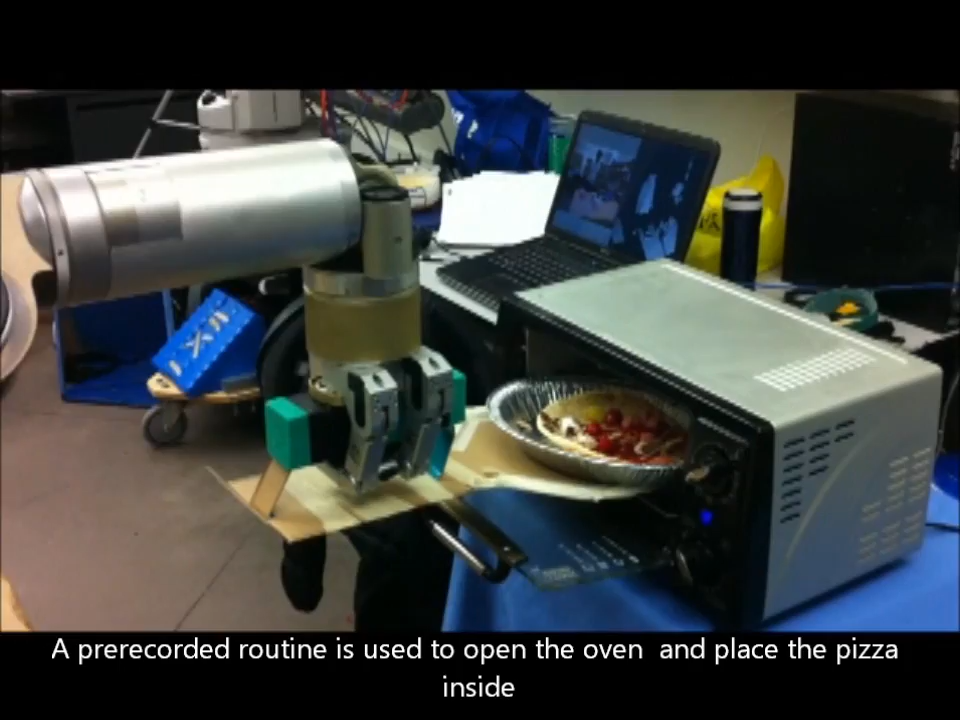 A prerecorded routine is used to open the oven  and place the pizza
inside